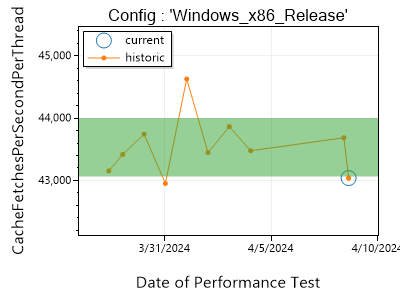 Config : 'Windows_x86_Release'
CacheFetchesPerSecondPerThread
current
historic
45,000
44,000
43,000
3/31/2024
4/5/2024
4/10/2024
Date of Performance Test